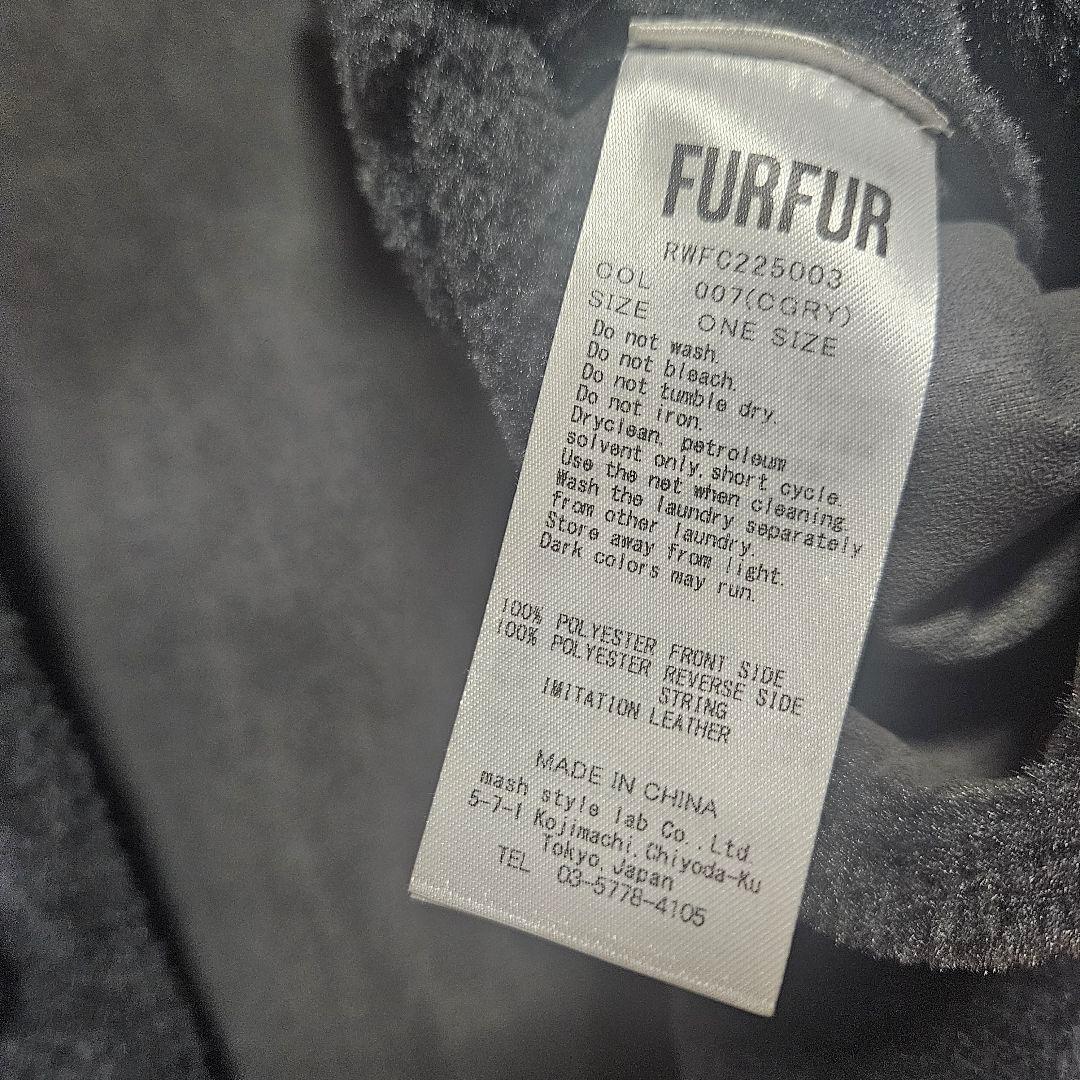 FURFUR
RWFC225003
COL 007(CGRY)
SIZE ONE SIZE
Do not wash.
Do not bleach.
Do not tumble dry.
Do not iron.
Dryclean, petroleum
solvent only, short cycle.
Use the net when cleaning.
Wash the laundry separately
from other laundry.
Store away from light.
Dark colors may run.
100% POLYESTER FRONT SIDE
100% POLYESTER REVERSE SIDE
STRING
IMITATION LEATHER
MADE IN CHINA
mash style lab Co., Ltd.
5-7-1 Kojimachi, Chiyoda-Ku
Tokyo, Japan
TEL 03-5778-4105